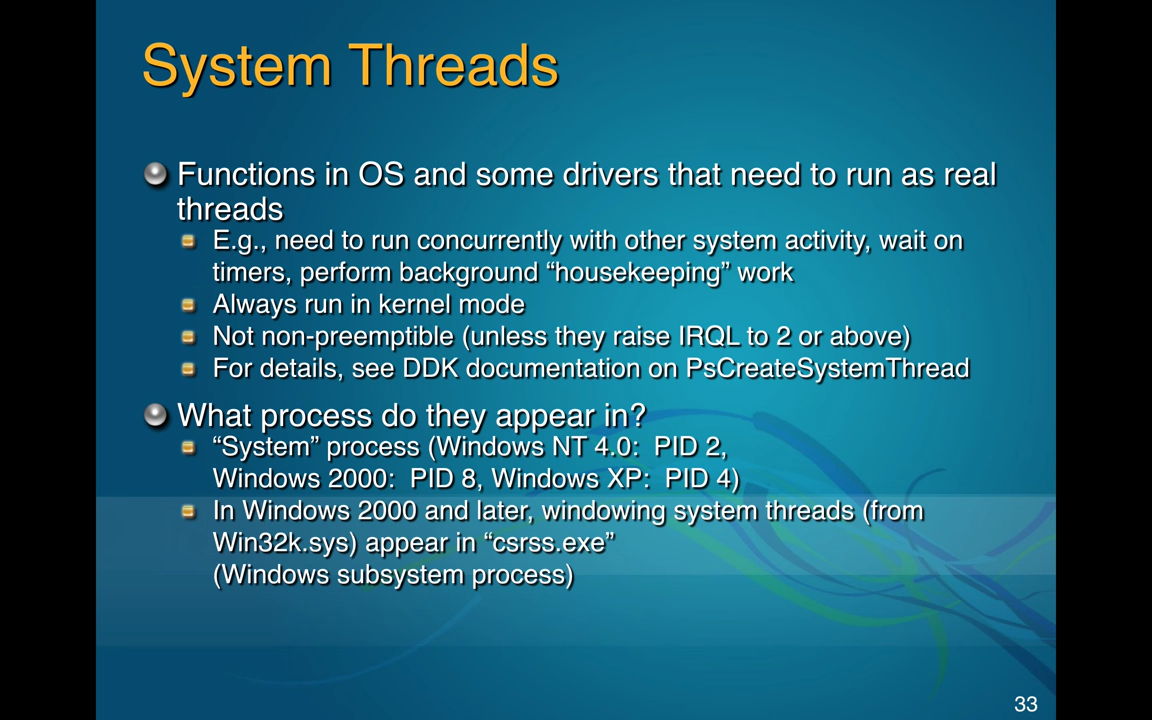 System Threads
Functions in OS and some drivers that need to run as real
threads
E.g., need to run concurrently with other system activity, wait on
timers, perform background “housekeeping” work
Always run in kernel mode
Not non-preemptible (unless they raise IRQL to 2 or above)
For details, see DDK documentation on PsCreateSystemThread
What process do they appear in?
“System” process (Windows NT 4.0:  PID 2,
Windows 2000:  PID 8, Windows XP:  PID 4)
In Windows 2000 and later, windowing system threads (from
Win32k.sys) appear in “csrss.exe”
(Windows subsystem process)
33